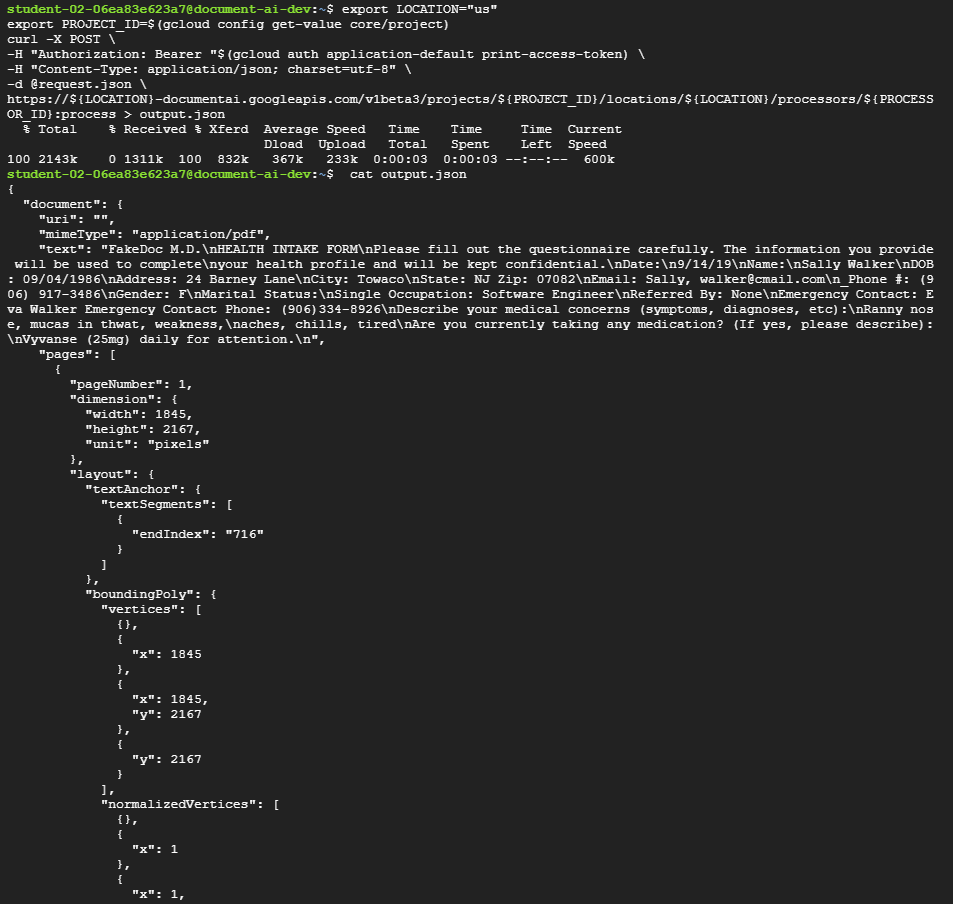 student-02-06ea83e623a7@document-ai-dev:~$ export LOCATION="us"
export PROJECT_ID=$(gcloud config get-value core/project)
curl -X POST \
-H "Authorization: Bearer "$(gcloud auth application-default print-access-token) \
-H "Content-Type: application/json; charset=utf-8" \
-d @request.json \
https://${LOCATION}-documentai.googleapis.com/v1beta3/projects/${PROJECT_ID}/locations/${LOCATION}/processors/${PROCESS
OR_ID}:process > output.json
  % Total    % Received % Xferd  Average Speed   Time    Time     Time  Current
                                 Dload  Upload   Total   Spent    Left  Speed
100 2143k    0 1311k  100  832k   367k   233k  0:00:03  0:00:03 --:--:--  600k
student-02-06ea83e623a7@document-ai-dev:~$  cat output.json
{
  "document": {
    "uri": "",
    "mimeType": "application/pdf",
    "text": "FakeDoc M.D.\nHEALTH INTAKE FORM\nPlease fill out the questionnaire carefully. The information you provide
 will be used to complete\nyour health profile and will be kept confidential.\nDate:\n9/14/19\nName:\nSally Walker\nDOB
: 09/04/1986\nAddress: 24 Barney Lane\nCity: Towaco\nState: NJ Zip: 07082\nEmail: Sally, walker@cmail.com\n_Phone #: (9
06) 917-3486\nGender: F\nMarital Status:\nSingle Occupation: Software Engineer\nReferred By: None\nEmergency Contact: E
va Walker Emergency Contact Phone: (906)334-8926\nDescribe your medical concerns (symptoms, diagnoses, etc):\nRanny nos
e, mucas in thwat, weakness,\naches, chills, tired\nAre you currently taking any medication? (If yes, please describe):
\nVyvanse (25mg) daily for attention.\n",
    "pages": [
      {
        "pageNumber": 1,
        "dimension": {
          "width": 1845,
          "height": 2167,
          "unit": "pixels"
        },
        "layout": {
          "textAnchor": {
            "textSegments": [
              {
                "endIndex": "716"
              }
            ]
          },
          "boundingPoly": {
            "vertices": [
              {},
              {
                "x": 1845
              },
              {
                "x": 1845,
                "y": 2167
              },
              {
                "y": 2167
              }
            ],
            "normalizedVertices": [
              {},
              {
                "x": 1
              },
              {
                "x": 1,